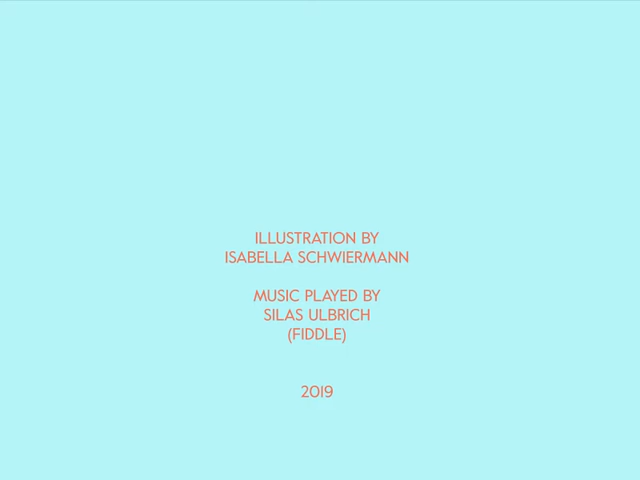 ILLUSTRATION BY
ISABELLA SCHWIERMANN
MUSIC PLAYED BY
SILAS ULBRICH
(FIDDLE)
2019